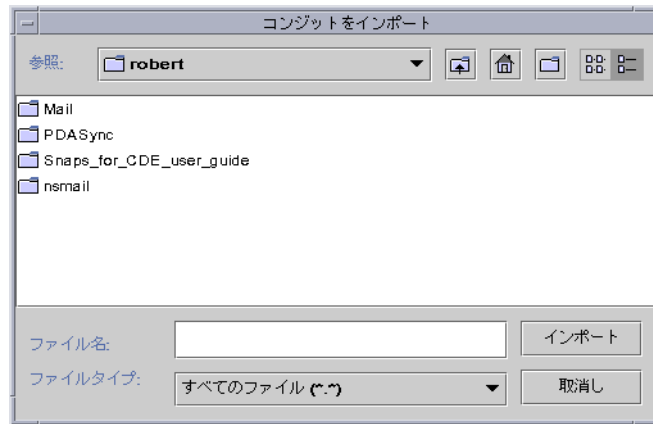 コンジットをインポート
参照: robert
Mail
PDASync
Snaps_for_CDE_user_guide
nsmail
ファイル名: インポート
ファイルタイプ: すべてのファイル (*.*) 取消し